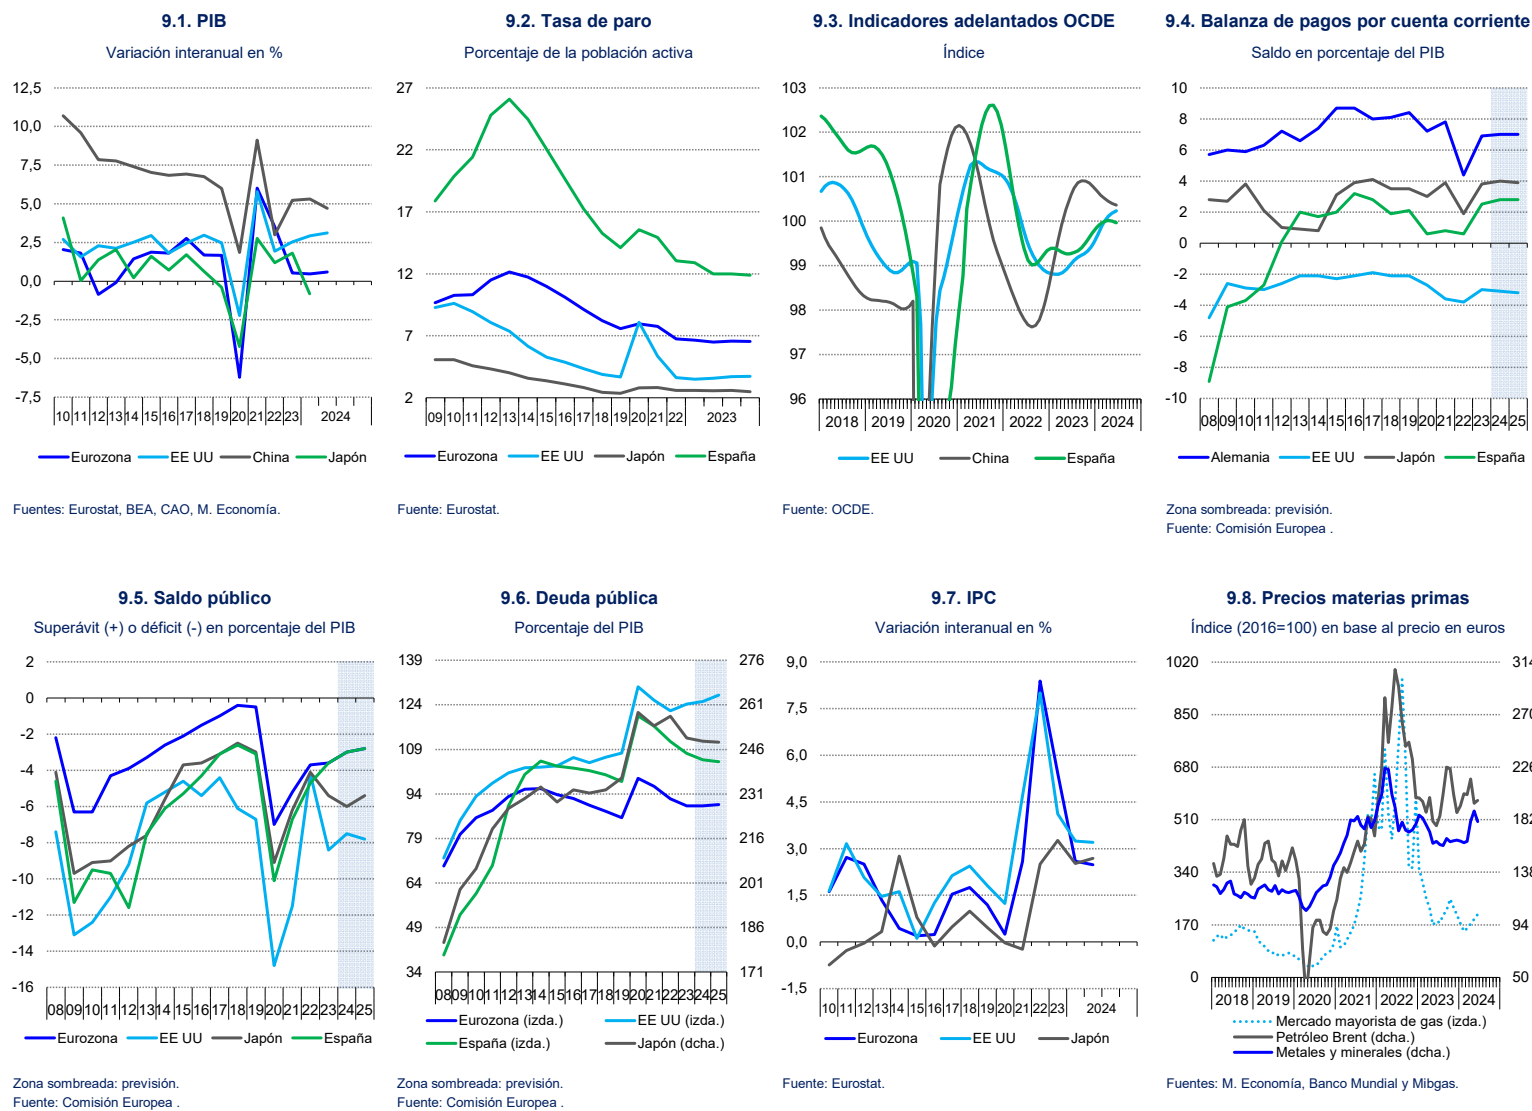 9.1. PIB
Variación interanual en %
12,5
10,0
7,5
5,0
2,5
0,0
-2,5
-5,0
-7,5
10 11 12 13 14 15 16 17 18 19 20 21 22 23 2024
Eurozona EE UU China Japón
Fuentes: Eurostat, BEA, CAO, M. Economía.
9.2. Tasa de paro
Porcentaje de la población activa
27
22
17
12
7
2
09 10 11 12 13 14 15 16 17 18 19 20 21 22 2023
Eurozona EE UU Japón España
Fuente: Eurostat.
9.3. Indicadores adelantados OCDE
Índice
103
102
101
100
99
98
97
96
2018 2019 2020 2021 2022 2023 2024
EE UU China España
Fuente: OCDE.
9.4. Balanza de pagos por cuenta corriente
Saldo en porcentaje del PIB
10
8
6
4
2
0
-2
-4
-6
-8
-10
08 09 10 11 12 13 14 15 16 17 18 19 20 21 22 23 24 25
Alemania EE UU Japón España
Zona sombreada: previsión.
Fuente: Comisión Europea .
9.5. Saldo público
Superávit (+) o déficit (-) en porcentaje del PIB
2
0
-2
-4
-6
-8
-10
-12
-14
-16
08 09 10 11 12 13 14 15 16 17 18 19 20 21 22 23 24 25
Eurozona EE UU Japón España
Zona sombreada: previsión.
Fuente: Comisión Europea .
9.6. Deuda pública
Porcentaje del PIB
139 276
124 261
109 246
94 231
79 216
64 201
49 186
34 171
08 09 10 11 12 13 14 15 16 17 18 19 20 21 22 23 24 25
Eurozona (izda.) EE UU (izda.)
España (izda.) Japón (dcha.)
Zona sombreada: previsión.
Fuente: Comisión Europea .
9.7. IPC
Variación interanual en %
9,0
7,5
6,0
4,5
3,0
1,5
0,0
-1,5
10 11 12 13 14 15 16 17 18 19 20 21 22 23 2024
Eurozona EE UU Japón
Fuente: Eurostat.
9.8. Precios materias primas
Índice (2016=100) en base al precio en euros
1020 314
850 270
680 226
510 182
340 138
170 94
0 50
2018 2019 2020 2021 2022 2023 2024
Mercado mayorista de gas (izda.)
Petróleo Brent (dcha.)
Metales y minerales (dcha.)
Fuentes: M. Economía, Banco Mundial y Mibgas.